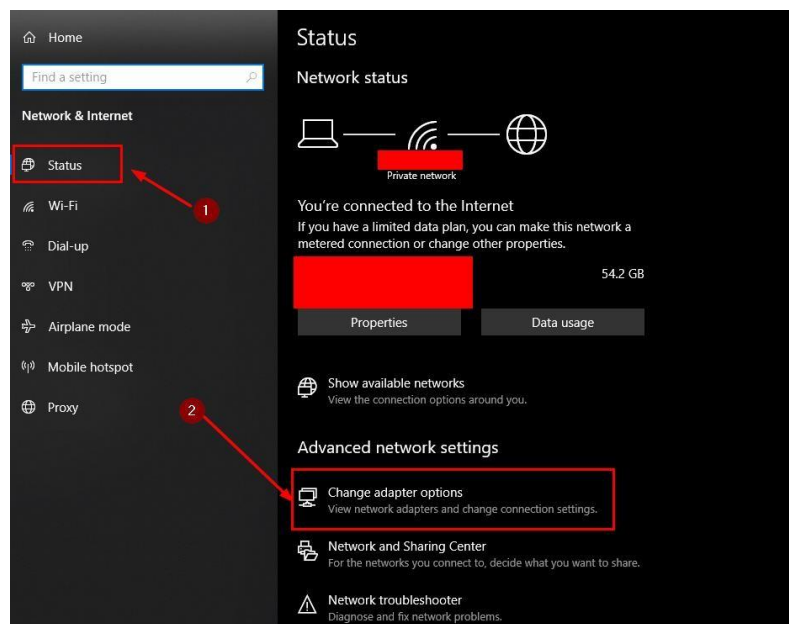 Home
Find a setting
Network & Internet
Status
Wi-Fi
Dial-up
VPN
Airplane mode
Mobile hotspot
Proxy
1
2
Status
Network status
Private network
You're connected to the Internet
If you have a limited data plan, you can make this network a
metered connection or change other properties.
54.2 GB
Properties
Data usage
Show available networks
View the connection options around you.
Advanced network settings
Change adapter options
View network adapters and change connection settings.
Network and Sharing Center
For the networks you connect to, decide what you want to share.
Network troubleshooter
Diagnose and fix network problems.